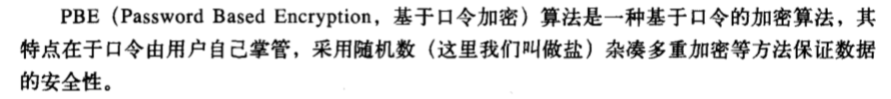 PBE（Password Based Encryption，基于口令加密）算法是一种基于口令的加密算法，其
特点在于口令由用户自己掌管，采用随机数（这里我们叫做盐）杂凑多重加密等方法保证数据
的安全性。